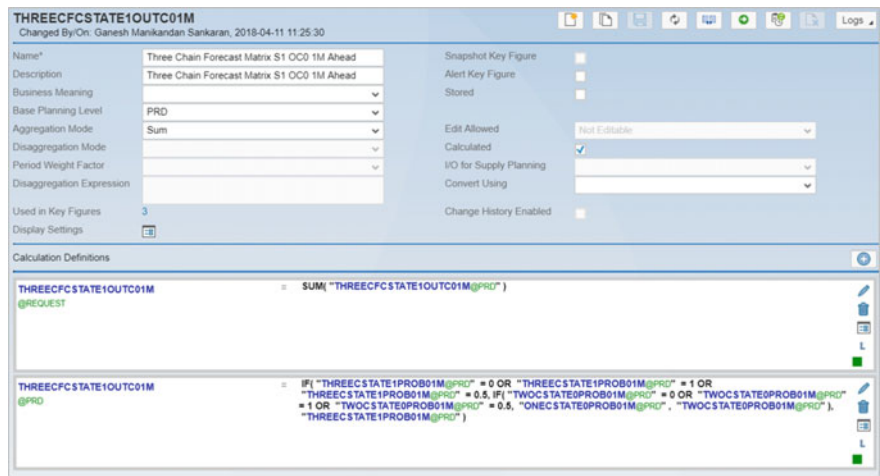 THREECFCSTATE1OUTC01M
Changed By/On: Ganesh Manikandan Sankaran, 2018-04-11 11:25:30
Logs
Name* Three Chain Forecast Matrix S1 OC0 1M Ahead Snapshot Key Figure
Description Three Chain Forecast Matrix S1 OC0 1M Ahead Alert Key Figure
Business Meaning Stored
Base Planning Level PRD
Aggregation Mode Sum Edit Allowed Not Editable
Disaggregation Mode Calculated
Period Weight Factor I/O for Supply Planning
Disaggregation Expression Convert Using
Used in Key Figures 3 Change History Enabled
Display Settings
Calculation Definitions
THREECFCSTATE1OUTC01M = SUM( "THREECFCSTATE1OUTC01M@PRD" )
@REQUEST
L
THREECFCSTATE1OUTC01M = IF( "THREECSTATE1PROB01M@PRD" = 0 OR "THREECSTATE1PROB01M@PRD" = 1 OR
@PRD "THREECSTATE1PROB01M@PRD" = 0.5, IF( "TWOCSTATE0PROB01M@PRD" = 0 OR "TWOCSTATE0PROB01M@PRD"
= 1 OR "TWOCSTATE0PROB01M@PRD" = 0.5, "ONECSTATE0PROB01M@PRD" , "TWOCSTATE0PROB01M@PRD" ),
"THREECSTATE1PROB01M@PRD" )
L